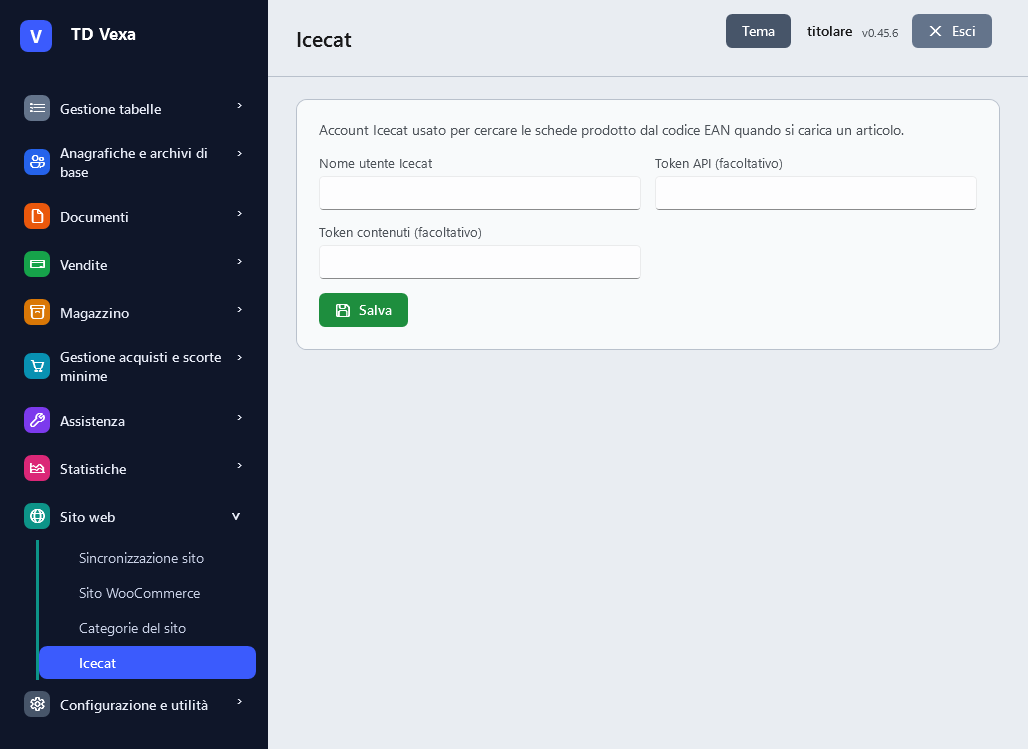 V
TD Vexa
Gestione tabelle
Anagrafiche e archivi di
base
Documenti
Vendite
Magazzino
Gestione acquisti e scorte
minime
Assistenza
Statistiche
Sito web
Sincronizzazione sito
Sito WooCommerce
Categorie del sito
Icecat
Configurazione e utilità
Icecat
Tema
titolare v0.45.6
Esci
Account Icecat usato per cercare le schede prodotto dal codice EAN quando si carica un articolo.
Nome utente Icecat
Token API (facoltativo)
Token contenuti (facoltativo)
Salva